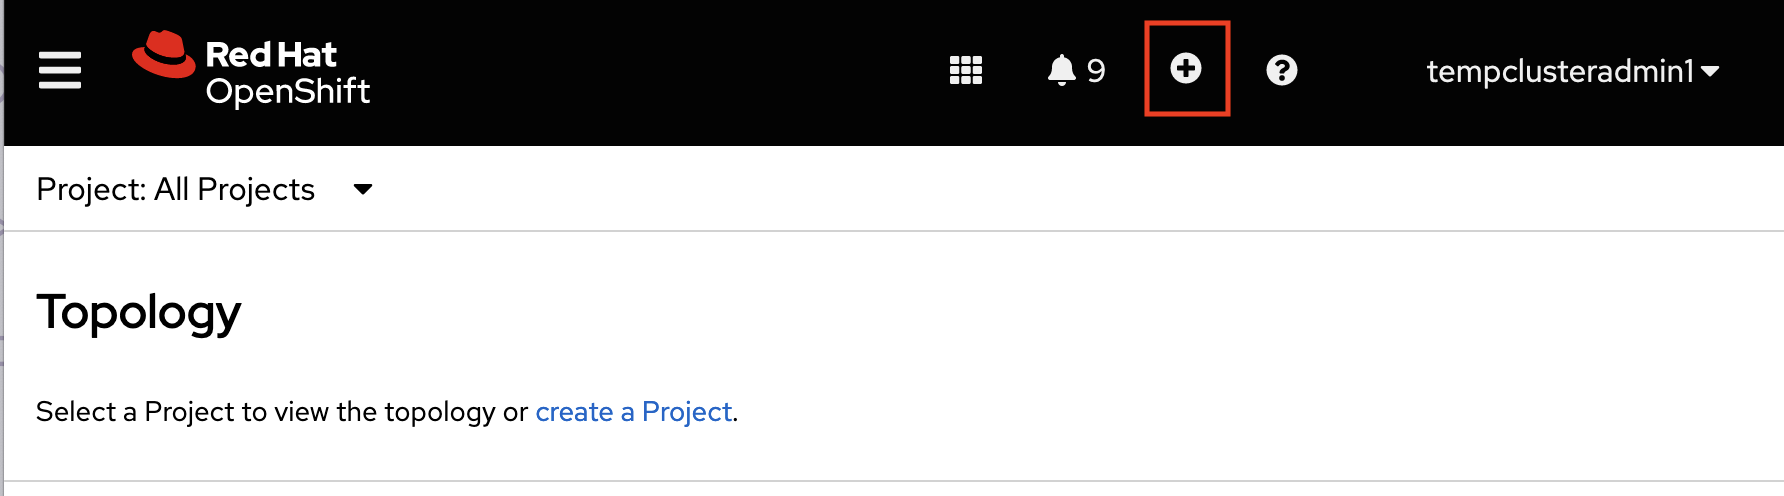 Red Hat
OpenShift
9
tempclusteradmin1
Project: All Projects
Topology
Select a Project to view the topology or create a Project.